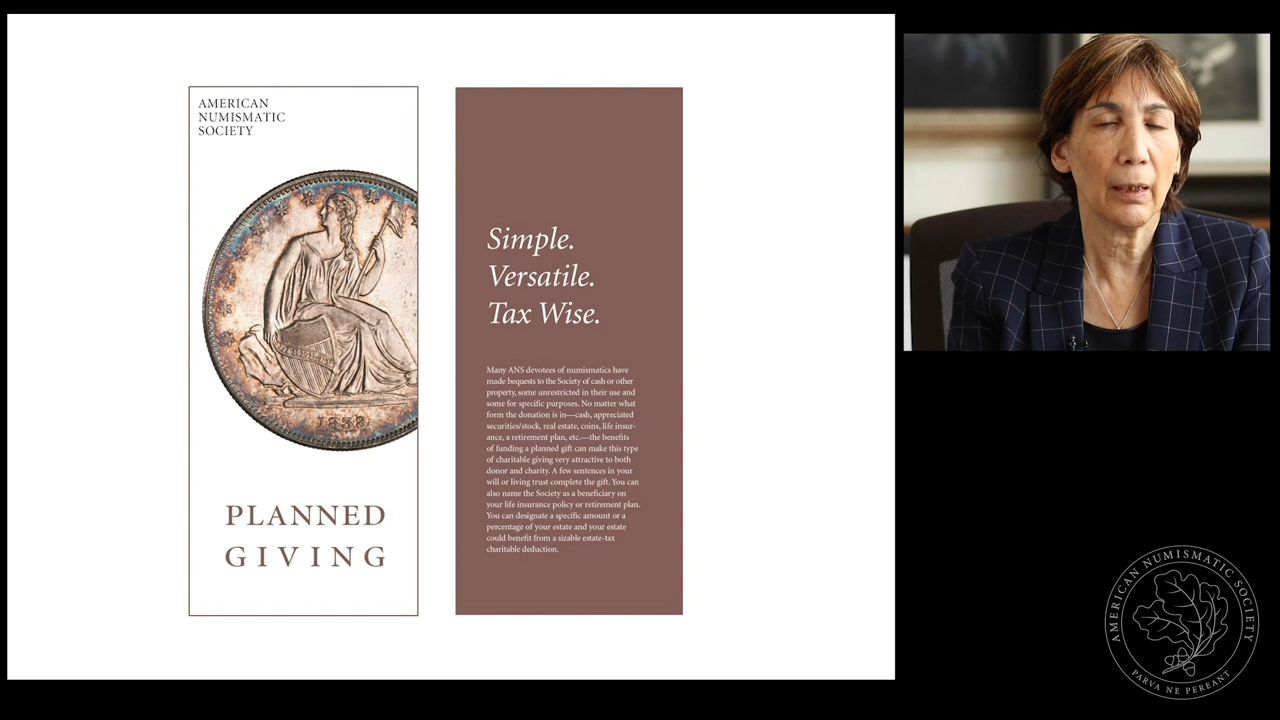 AMERICAN
NUMISMATIC
SOCIETY
1838
PLANNED
GIVING
Simple.
Versatile.
Tax Wise.
Many ANS devotees of numismatics have
made bequests to the Society of cash or other
property, some unrestricted in their use and
some for specific purposes. No matter what
form the donation is in—cash, appreciated
securities/stock, real estate, coins, life insur-
ance, a retirement plan, etc.—the benefits
of funding a planned gift can make this type
of charitable giving very attractive to both
donor and charity. A few sentences in your
will or living trust complete the gift. You can
also name the Society as a beneficiary on
your life insurance policy or retirement plan.
You can designate a specific amount or a
percentage of your estate and your estate
could benefit from a sizable estate-tax
charitable deduction.
AMERICAN NUMISMATIC SOCIETY
PARVA NE PEREANT